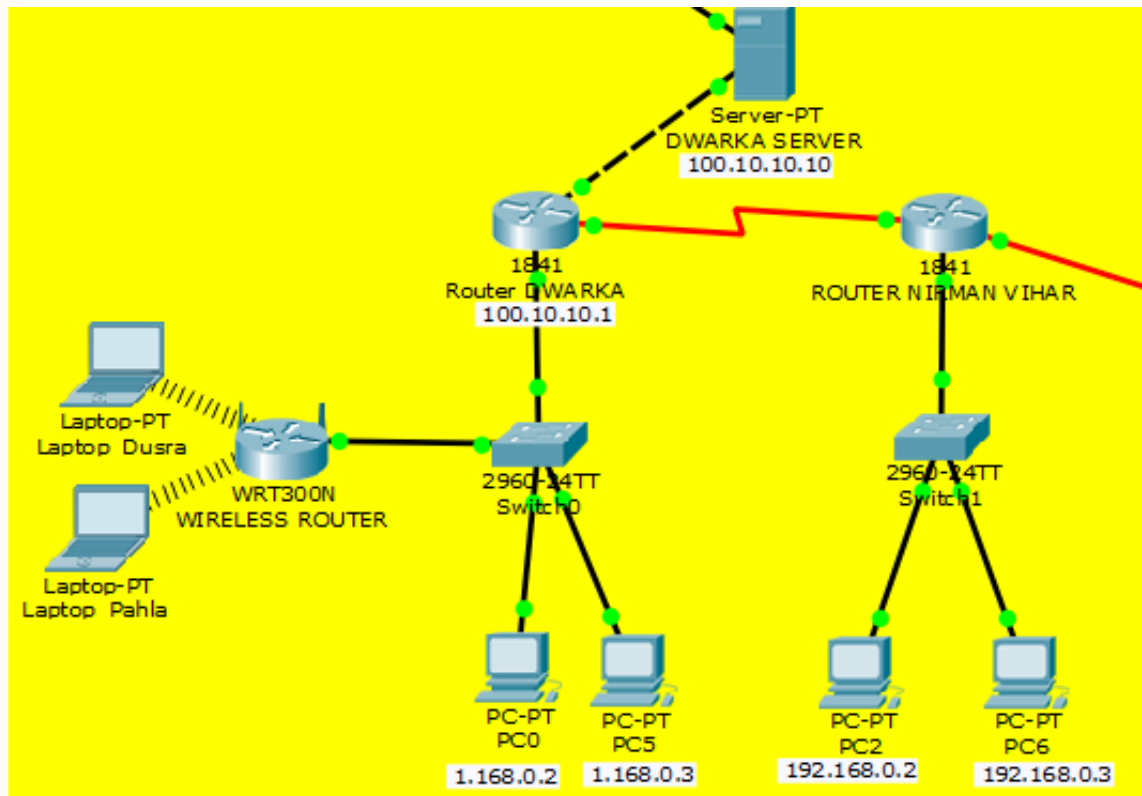 Server-PT
DWARKA SERVER
100.10.10.10
1841
Router DWARKA
100.10.10.1
1841
ROUTER NIRMAN VIHAR
Laptop-PT
Laptop Dusra
WRT300N
WIRELESS ROUTER
2960-24TT
Switch0
2960-24TT
Switch1
Laptop-PT
Laptop Pahla
PC-PT
PC0
1.168.0.2
PC-PT
PC5
1.168.0.3
PC-PT
PC2
192.168.0.2
PC-PT
PC6
192.168.0.3